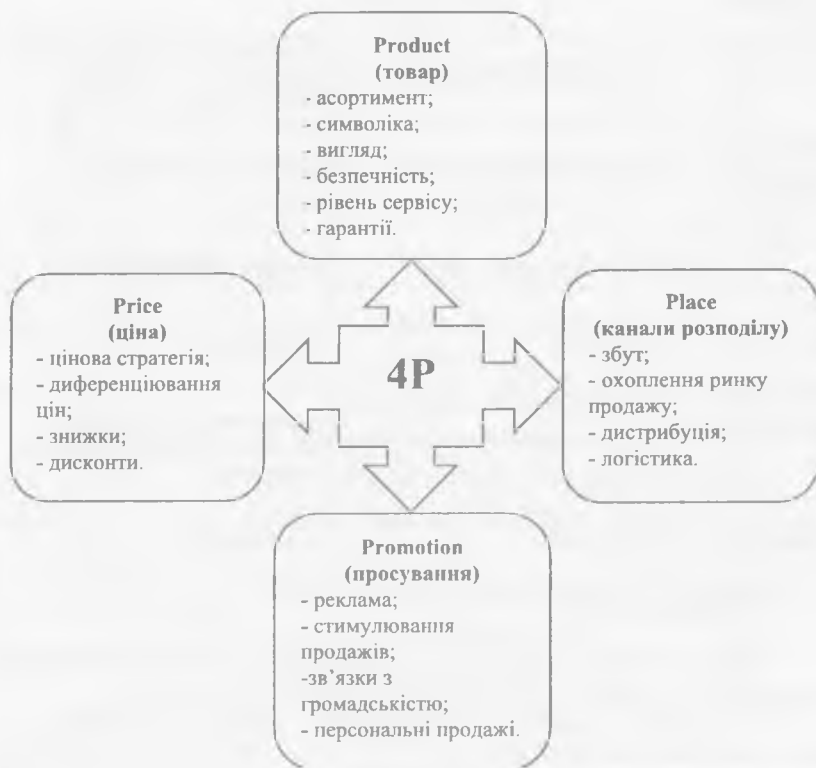 Product
(товар)
- асортимент;
- символіка;
- вигляд;
- безпечність;
- рівень сервісу;
- гарантії.
Price
(ціна)
- цінова стратегія;
- диференціювання
цін;
- знижки;
- дисконти.
4P
Place
(канали розподілу)
- збут;
- охоплення ринку
продажу;
- дистрибуція;
- логістика.
Promotion
(просування)
- реклама;
- стимулювання
продажів;
-зв`язки з
громадськістю;
- персональні продажі.